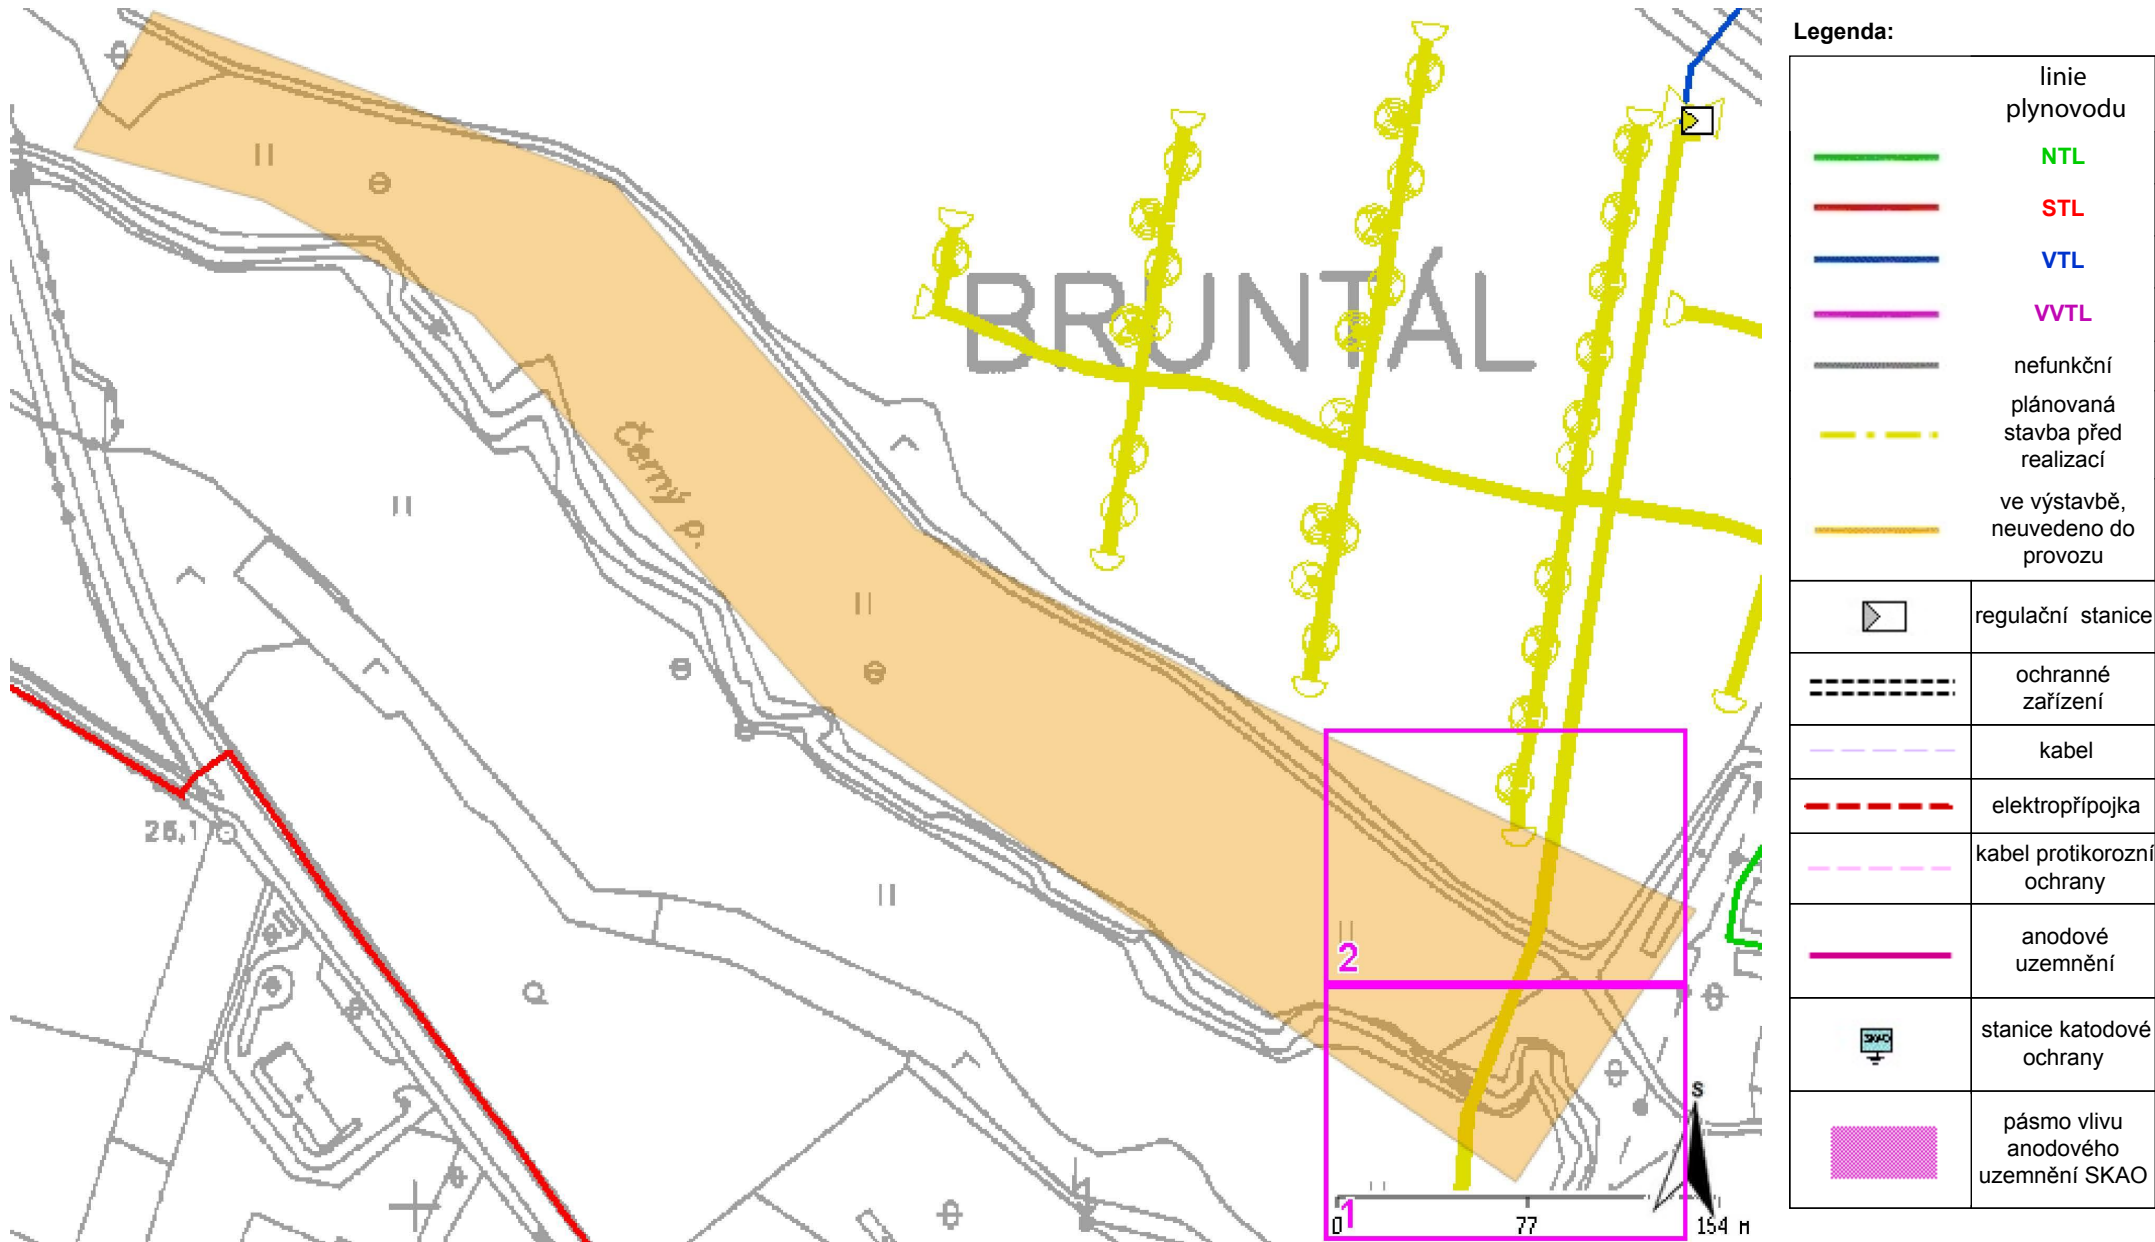 BRUNTÁL
Černý p.
26,1
2
1
S
0
77
154 m
Legenda:
linie
plynovodu
NTL
STL
VTL
VVTL
nefunkční
plánovaná
stavba před
realizací
ve výstavbě,
neuvedeno do
provozu
regulační stanice
ochranné
zařízení
kabel
elektropřípojka
kabel protikorozní
ochrany
anodové
uzemnění
SKAO
stanice katodové
ochrany
pásmo vlivu
anodového
uzemnění SKAO